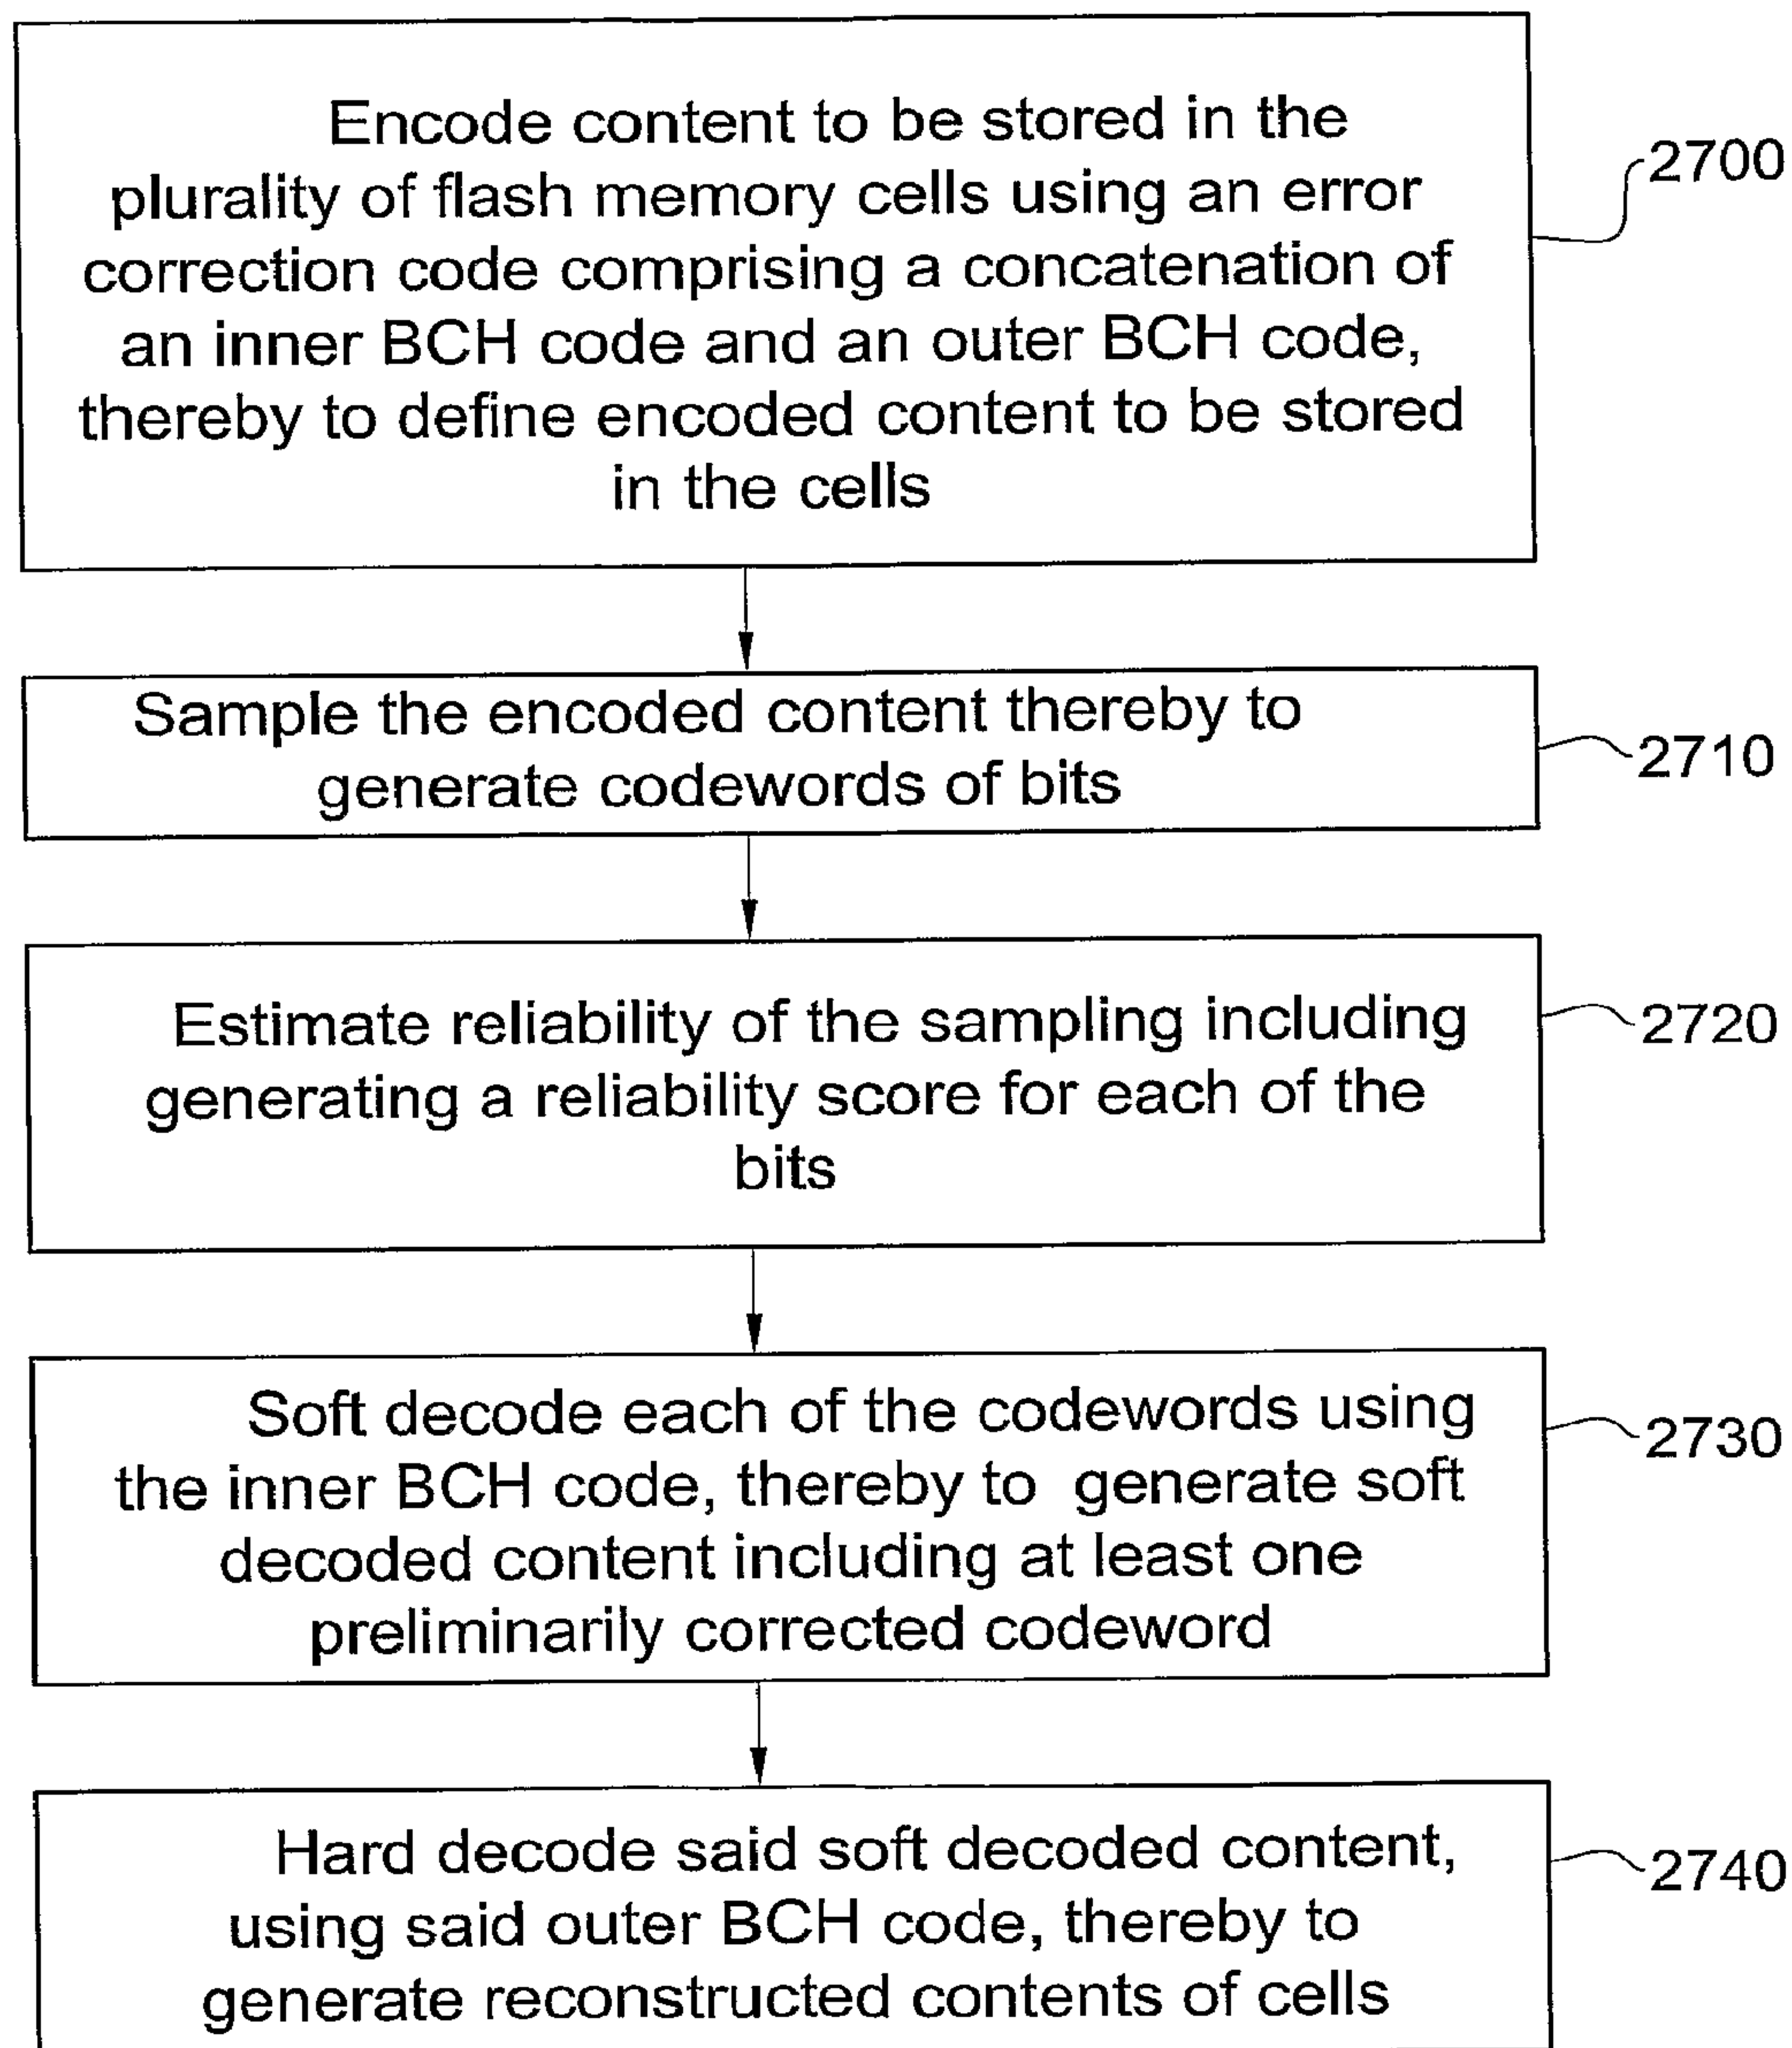 Encode content to be stored in the
plurality of flash memory cells using an error
correction code comprising a concatenation of
an inner BCH code and an outer BCH code,
thereby to define encoded content to be stored
in the cells
2700
Sample the encoded content thereby to
generate codewords of bits
2710
Estimate reliability of the sampling including
generating a reliability score for each of the
bits
2720
Soft decode each of the codewords using
the inner BCH code, thereby to generate soft
decoded content including at least one
preliminarily corrected codeword
2730
Hard decode said soft decoded content,
using said outer BCH code, thereby to
generate reconstructed contents of cells
2740